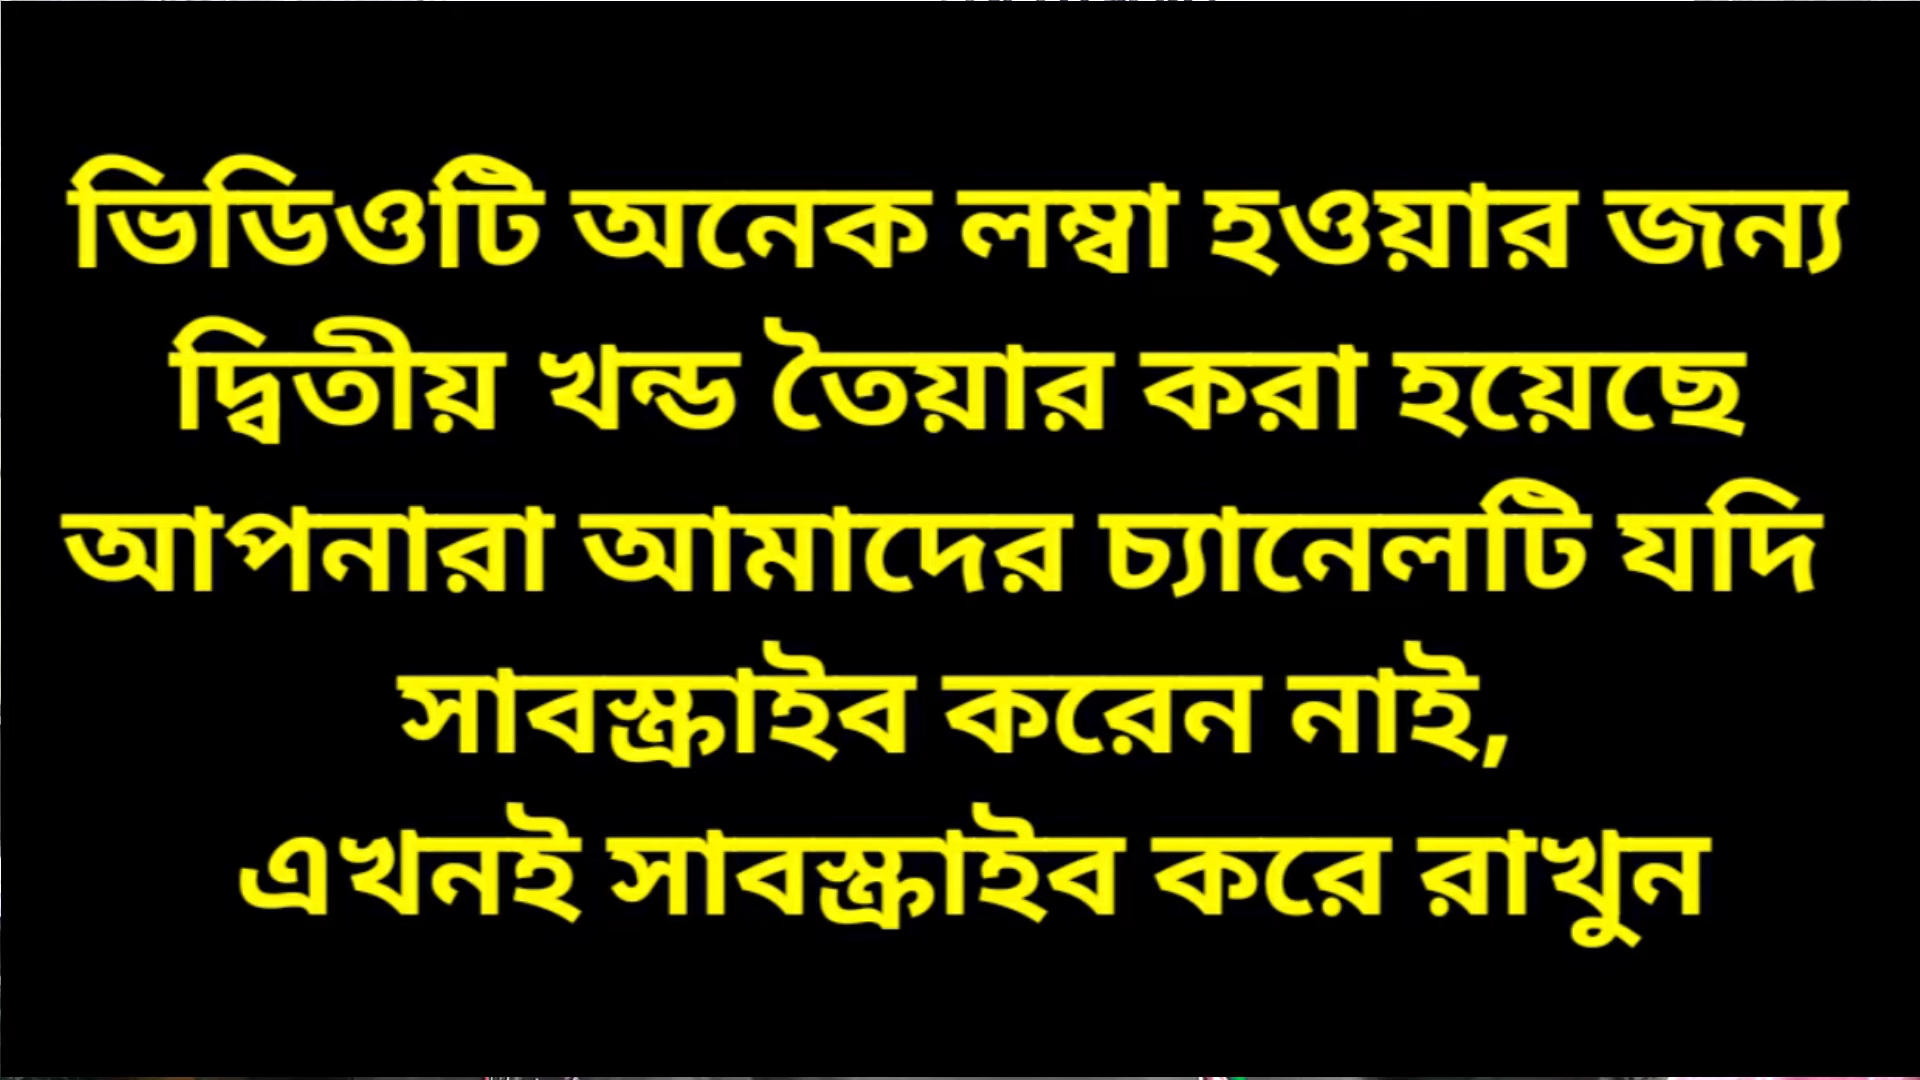 ভিডিওটি অনেক লম্বা হওয়ার জন্য
দ্বিতীয় খন্ড তৈয়ার করা হয়েছে
আপনারা আমাদের চ্যানেলটি যদি
সাবস্ক্রাইব করেন নাই,
এখনই সাবস্ক্রাইব করে রাখুন